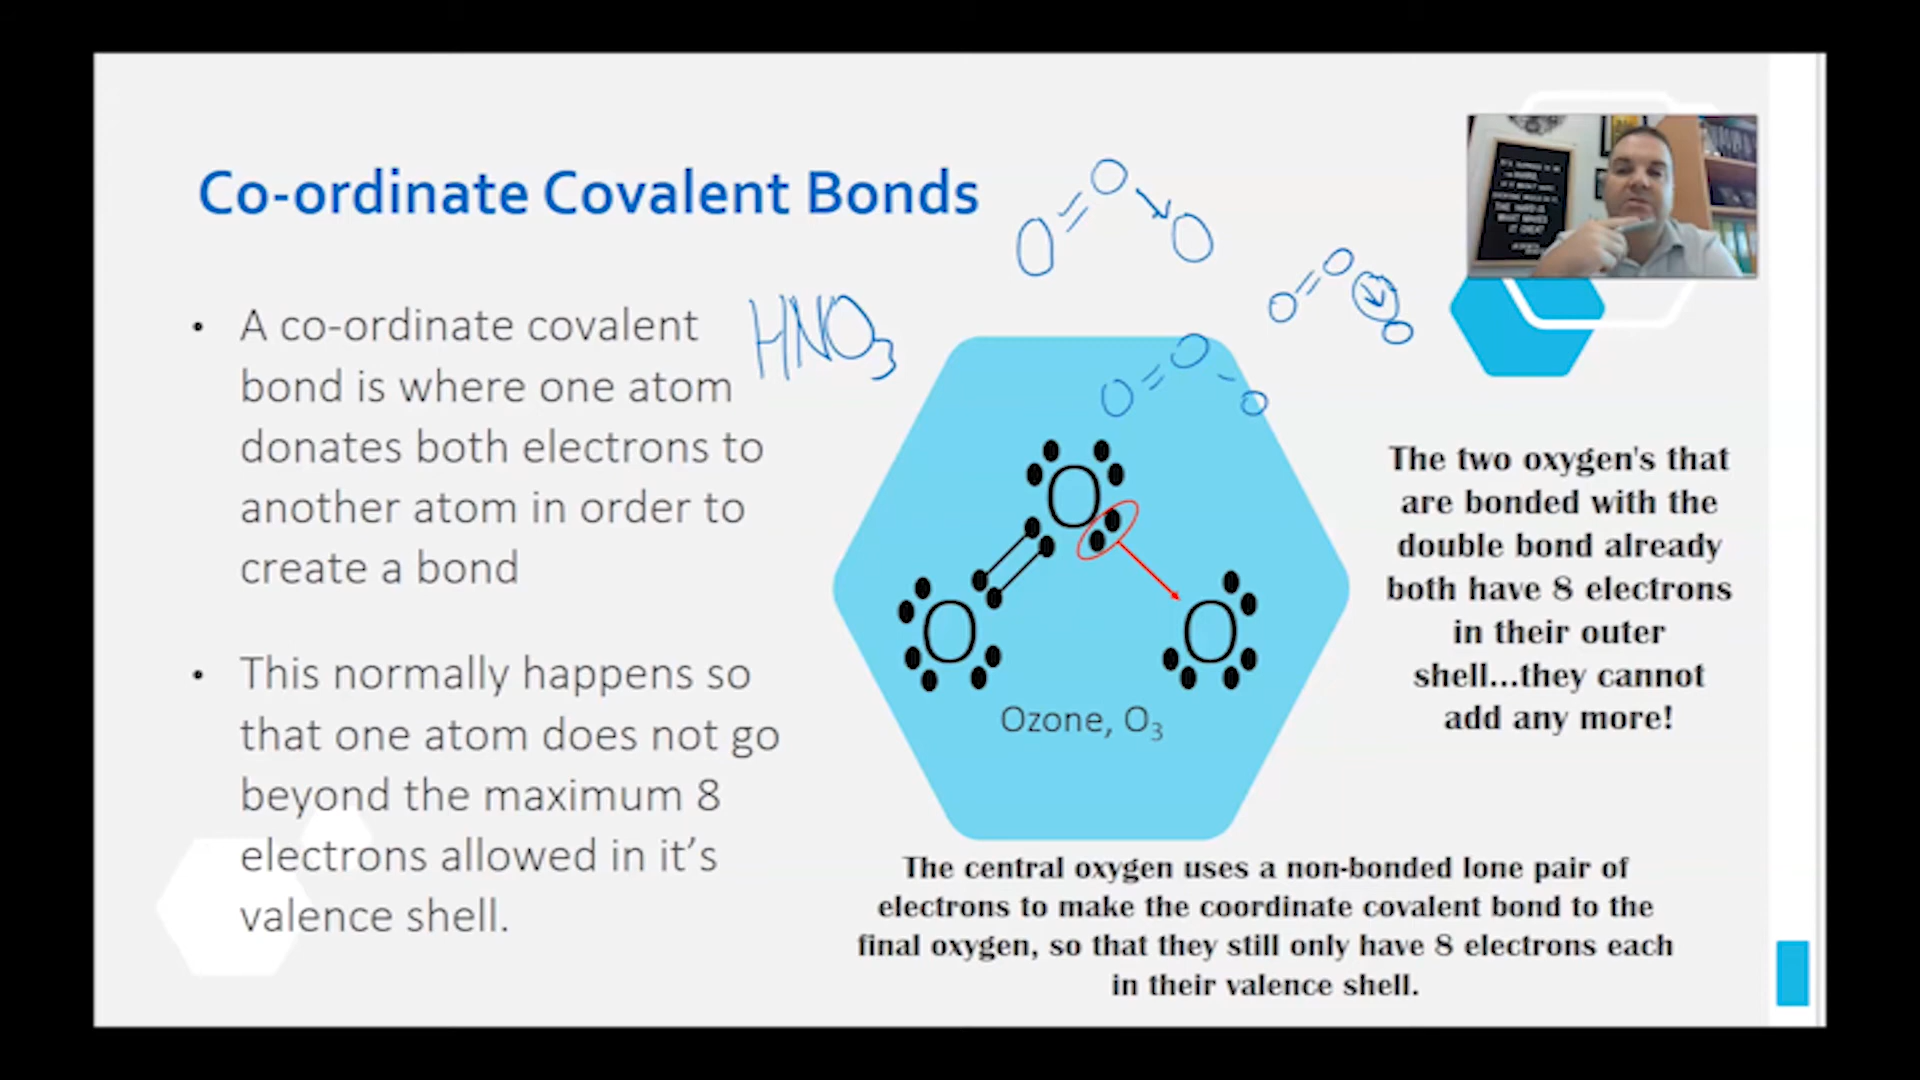 Co-ordinate Covalent Bonds
• A co-ordinate covalent
bond is where one atom
donates both electrons to
another atom in order to
create a bond
• This normally happens so
that one atom does not go
beyond the maximum 8
electrons allowed in it's
valence shell.
HNO3
O=O→O
O=O→O
O=O-O
O
O
O
Ozone, O3
The two oxygen's that
are bonded with the
double bond already
both have 8 electrons
in their outer
shell...they cannot
add any more!
The central oxygen uses a non-bonded lone pair of
electrons to make the coordinate covalent bond to the
final oxygen, so that they still only have 8 electrons each
in their valence shell.